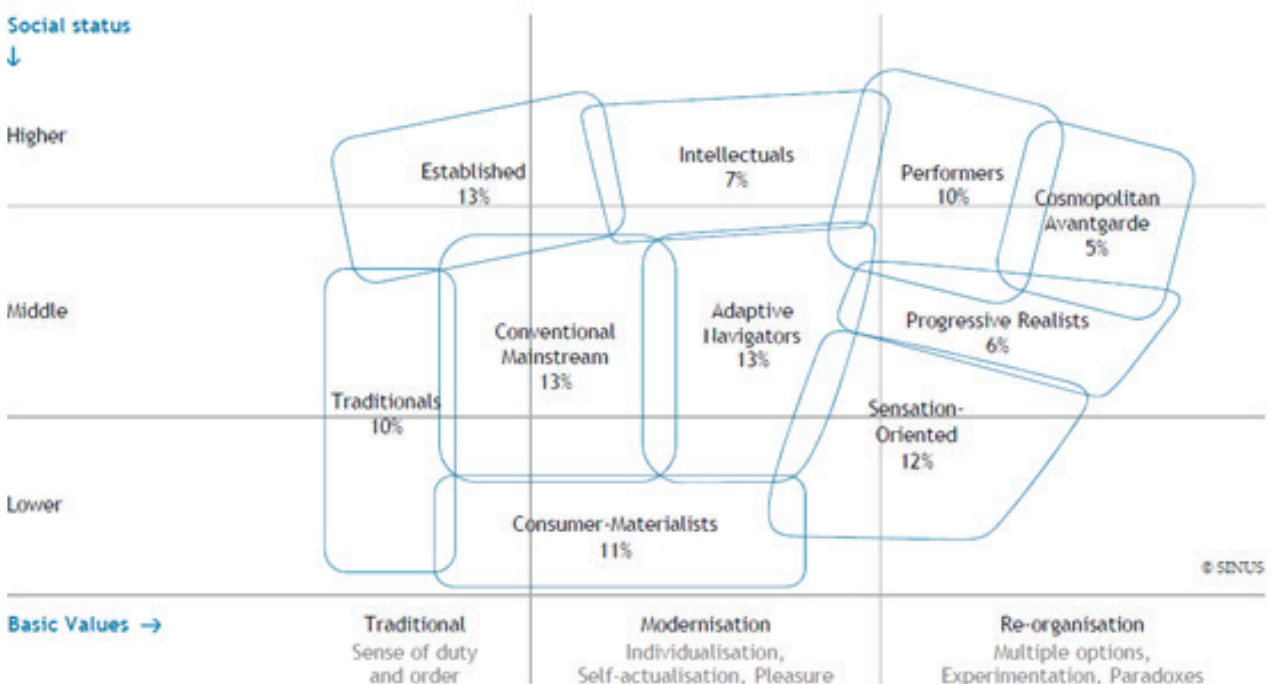 Social status
↓
Higher
Established
13%
Intellectuals
7%
Performers
10%
Cosmopolitan
Avantgarde
5%
Middle
Conventional
Mainstream
13%
Adaptive
Navigators
13%
Progressive Realists
6%
Traditionals
10%
Sensation-
Oriented
12%
Lower
Consumer-Materialists
11%
© SINUS
Basic Values →
Traditional
Sense of duty
and order
Modernisation
Individualisation,
Self-actualisation, Pleasure
Re-organisation
Multiple options,
Experimentation, Paradoxes